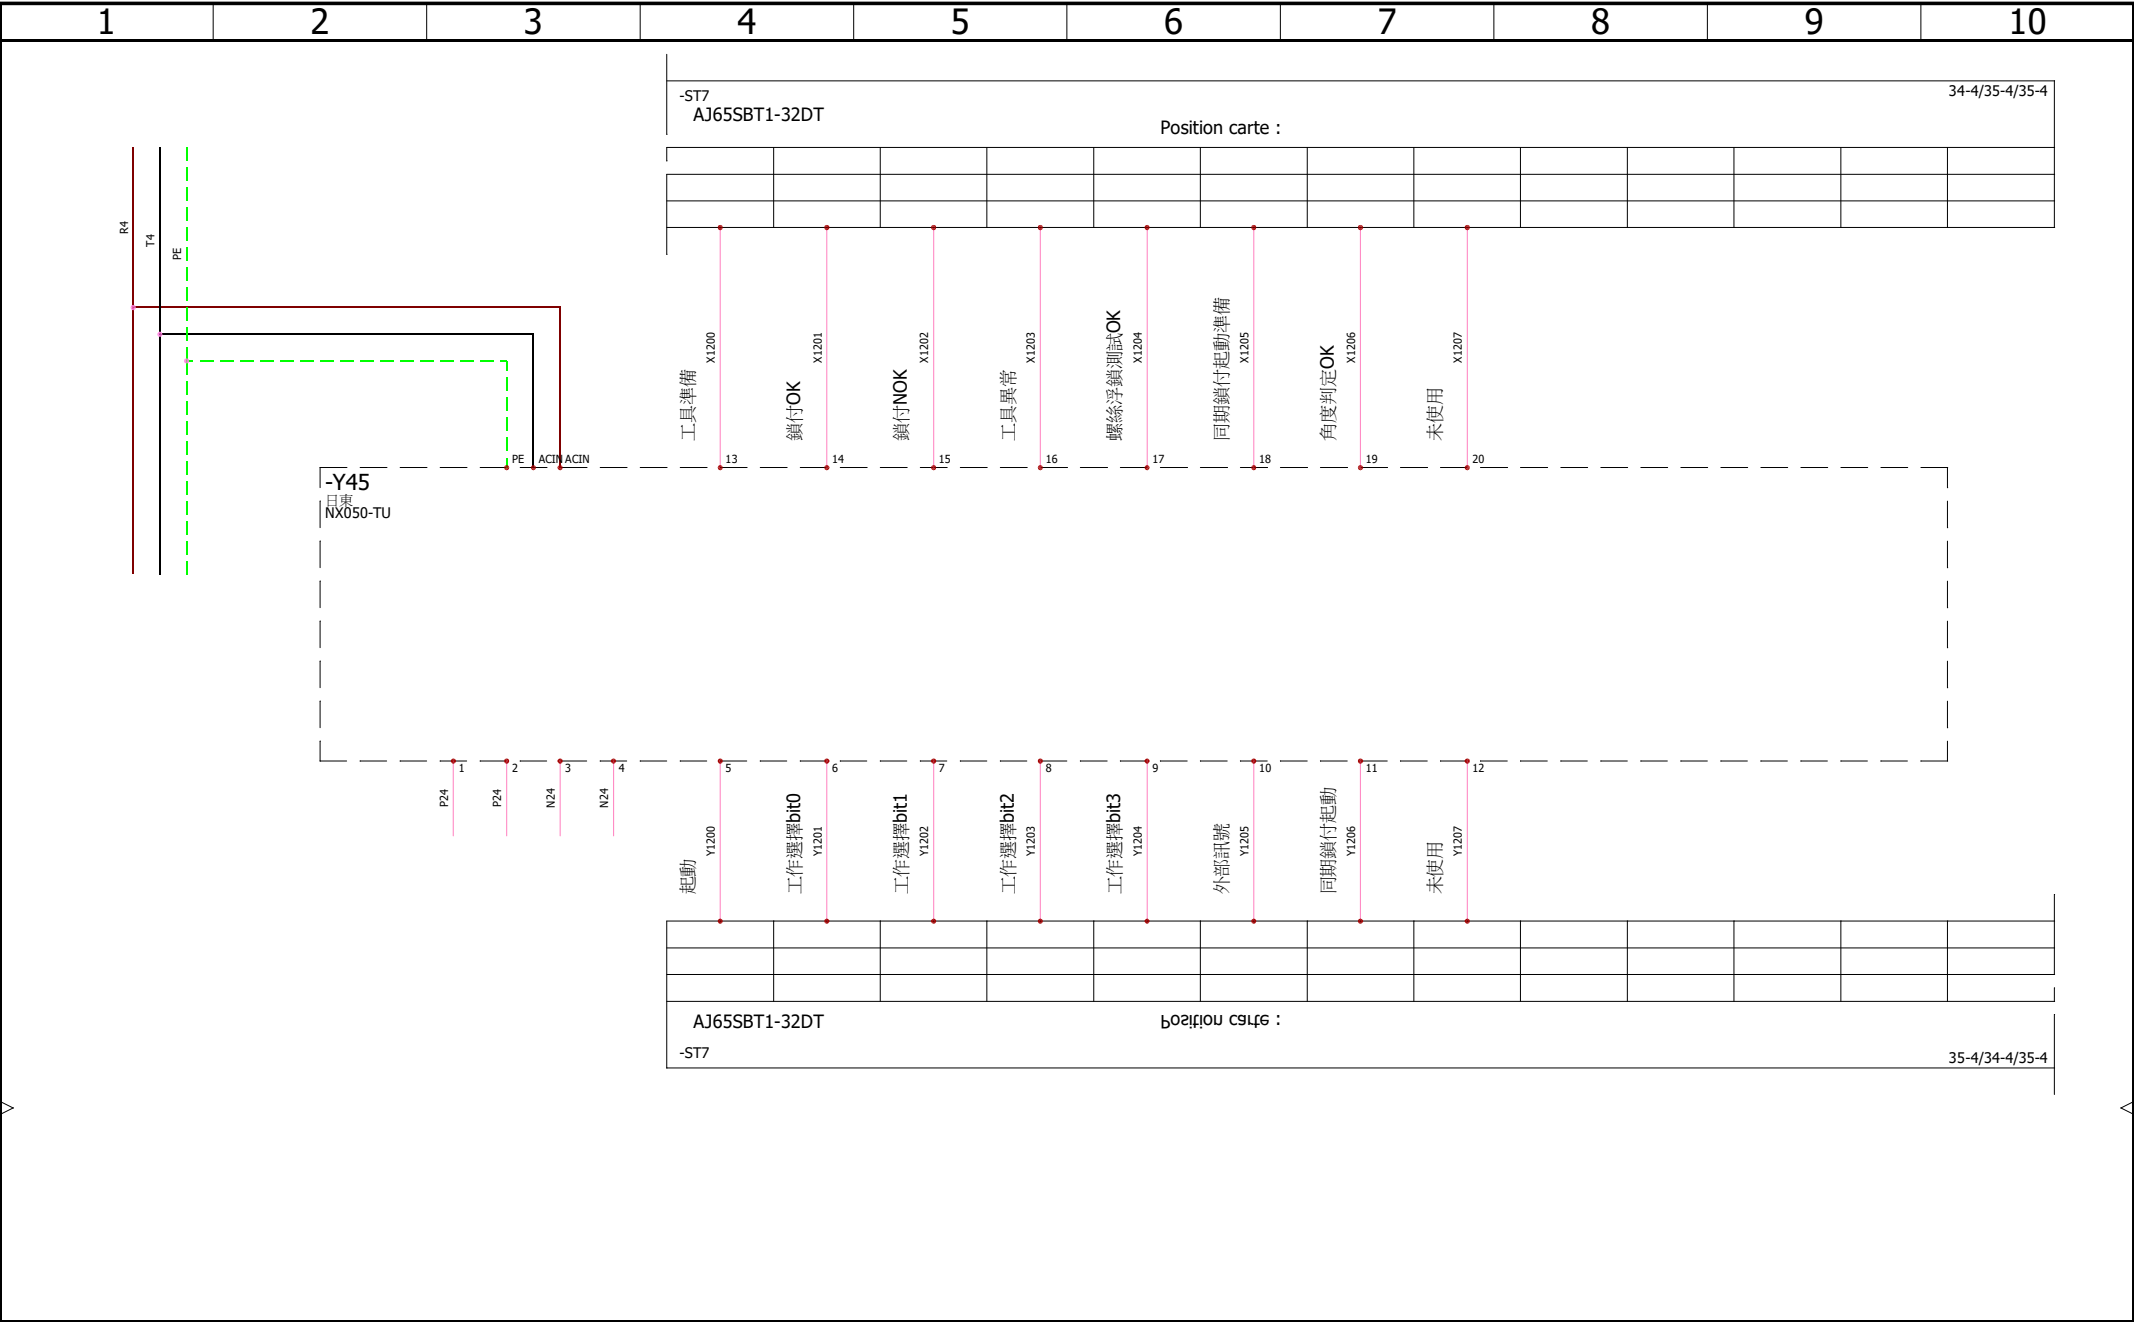 1 2 3 4 5 6 7 8 9 10
-ST7
34-4/35-4/35-4
AJ65SBT1-32DT
Position carte :
R4
T4
PE
工具準備
X1200
鎖付OK
X1201
鎖付NOK
X1202
工具異常
X1203
螺絲浮鎖測試OK
X1204
同期鎖付起動準備
X1205
角度判定OK
X1206
未使用
X1207
PE ACIN ACIN 13 14 15 16 17 18 19 20
-Y45
日東
NX050-TU
1 2 3 4 5 6 7 8 9 10 11 12
P24
P24
N24
N24
起動
Y1200
工作選擇bit0
Y1201
工作選擇bit1
Y1202
工作選擇bit2
Y1203
工作選擇bit3
Y1204
外部訊號
Y1205
同期鎖付起動
Y1206
未使用
Y1207
AJ65SBT1-32DT
Position carte :
-ST7
35-4/34-4/35-4